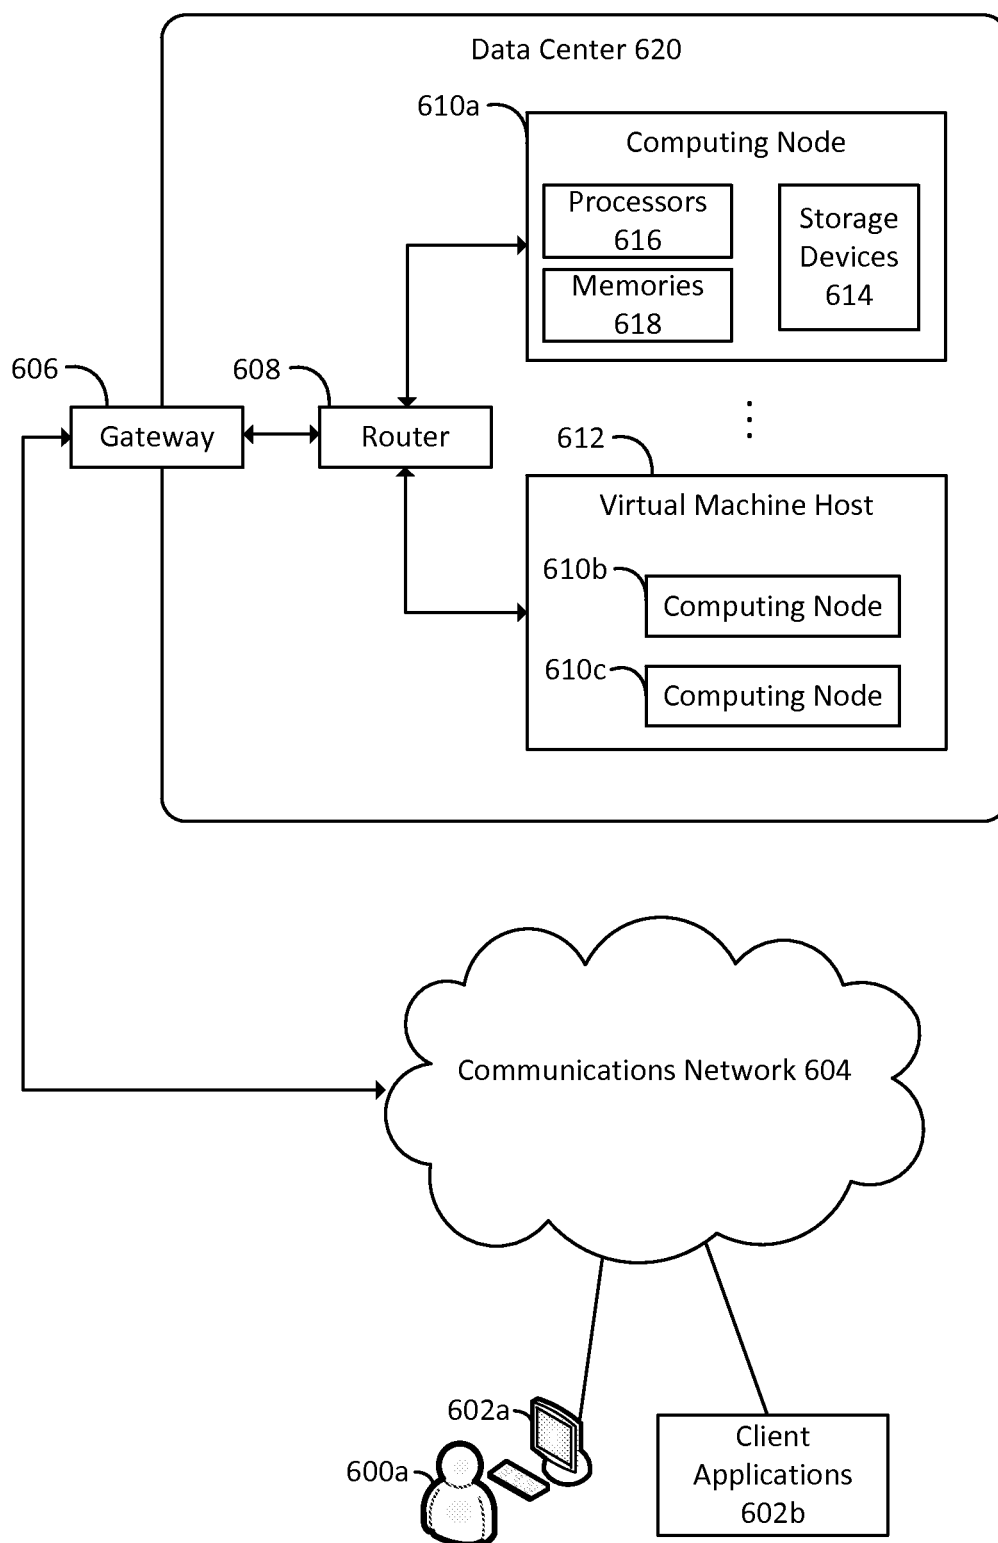 Data Center 620
610a
Computing Node
Processors
616
Storage
Devices
614
Memories
618
606
608
Gateway
Router
612
Virtual Machine Host
610b
Computing Node
610c
Computing Node
Communications Network 604
602a
600a
Client
Applications
602b